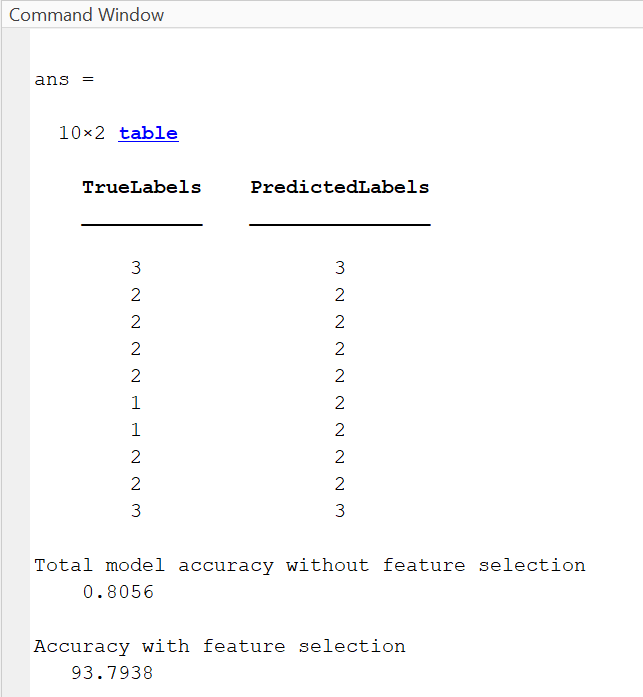 Command Window
ans =
10×2 table
TrueLabels PredictedLabels
3 3
2 2
2 2
2 2
2 2
1 2
1 2
2 2
2 2
3 3
Total model accuracy without feature selection
0.8056
Accuracy with feature selection
93.7938